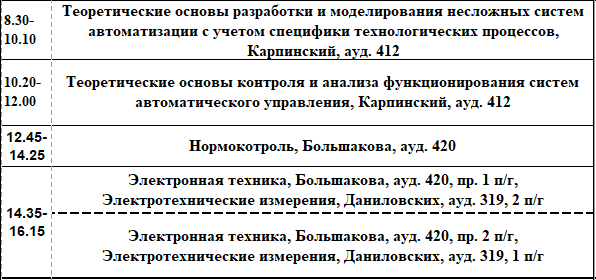 8.30-
10.10
Теоретические основы разработки и моделирования несложных систем
автоматизации с учетом специфики технологических процессов,
Карпинский, ауд. 412
10.20-
12.00
Теоретические основы контроля и анализа функционирования систем
автоматического управления, Карпинский, ауд. 412
12.45-
14.25
Нормокотроль, Большакова, ауд. 420
14.35-
16.15
Электронная техника, Большакова, ауд. 420, пр. 1 п/г,
Электротехнические измерения, Даниловских, ауд. 319, 2 п/г
Электронная техника, Большакова, ауд. 420, пр. 2 п/г,
Электротехнические измерения, Даниловских, ауд. 319, 1 п/г